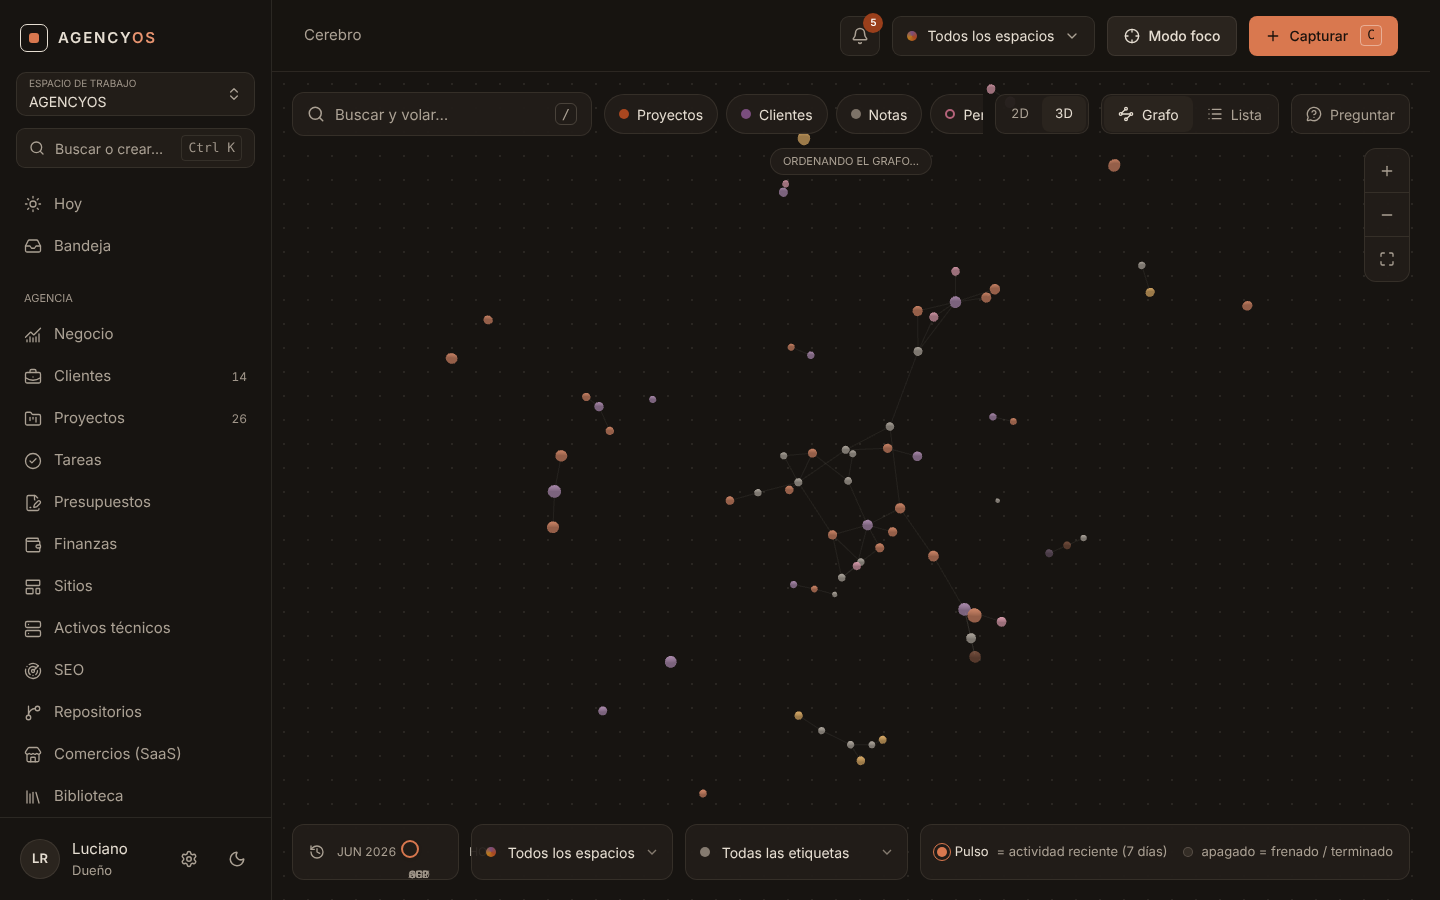 AGENCYOS
ESPACIO DE TRABAJO
AGENCYOS
Buscar o crear... Ctrl K
Hoy
Bandeja
AGENCIA
Negocio
Clientes 14
Proyectos 26
Tareas
Presupuestos
Finanzas
Sitios
Activos técnicos
SEO
Repositorios
Comercios (SaaS)
Biblioteca
LR
Luciano
Dueño
Cerebro
5
Todos los espacios
Modo foco
Capturar C
Buscar y volar... /
Proyectos
Clientes
Notas
Per
2D 3D
Grafo
Lista
Preguntar
ORDENANDO EL GRAFO...
JUN 2026
Todos los espacios
Todas las etiquetas
Pulso = actividad reciente (7 días)
apagado = frenado / terminado